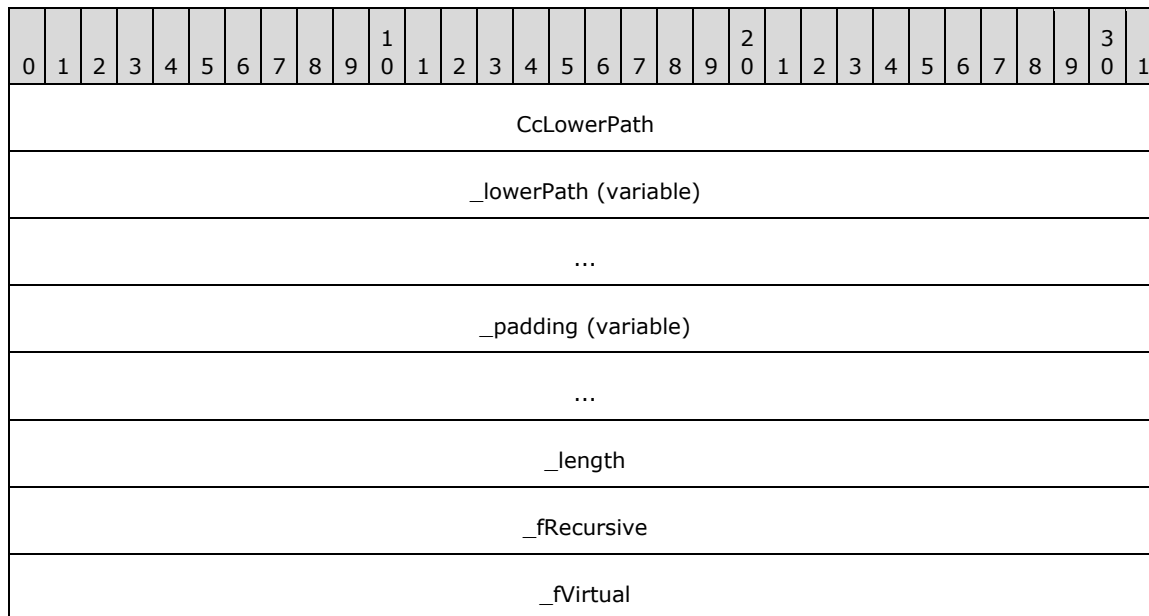 1 2 3
0 1 2 3 4 5 6 7 8 9 0 1 2 3 4 5 6 7 8 9 0 1 2 3 4 5 6 7 8 9 0 1
CcLowerPath
_lowerPath (variable)
...
_padding (variable)
...
_length
_fRecursive
_fVirtual